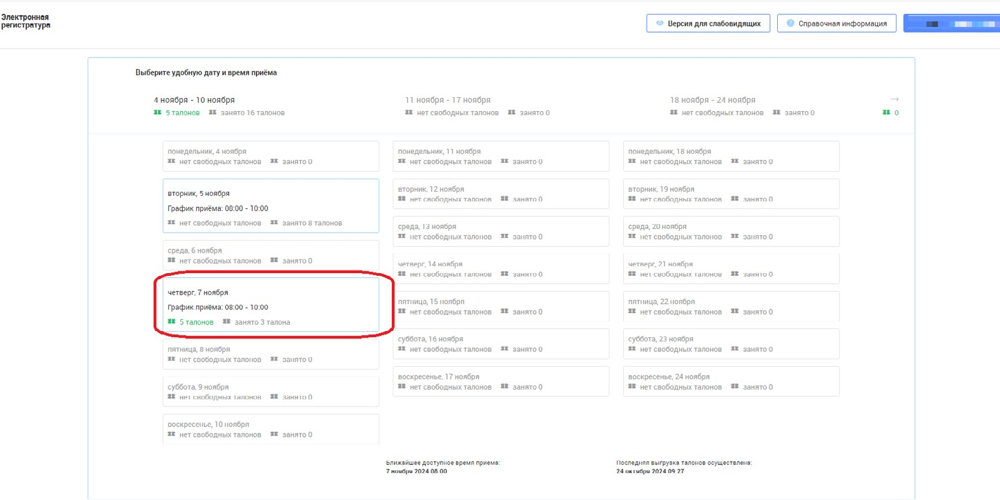 Электронная
регистратура
Версия для слабовидящих
Справочная информация
Выберите удобную дату и время приёма
4 ноября - 10 ноября
5 талонов занято 16 талонов
11 ноября - 17 ноября
нет свободных талонов занято 0
18 ноября - 24 ноября
нет свободных талонов занято 0
→
0
понедельник, 4 ноября
нет свободных талонов занято 0
вторник, 5 ноября
График приёма: 08:00 - 10:00
нет свободных талонов занято 8 талонов
среда, 6 ноября
нет свободных талонов занято 0
четверг, 7 ноября
График приёма: 08:00 - 10:00
5 талонов занято 3 талона
пятница, 8 ноября
нет свободных талонов занято 0
суббота, 9 ноября
нет свободных талонов занято 0
воскресенье, 10 ноября
нет свободных талонов занято 0
понедельник, 11 ноября
нет свободных талонов занято 0
вторник, 12 ноября
нет свободных талонов занято 0
среда, 13 ноября
нет свободных талонов занято 0
четверг, 14 ноября
нет свободных талонов занято 0
пятница, 15 ноября
нет свободных талонов занято 0
суббота, 16 ноября
нет свободных талонов занято 0
воскресенье, 17 ноября
нет свободных талонов занято 0
понедельник, 18 ноября
нет свободных талонов занято 0
вторник, 19 ноября
нет свободных талонов занято 0
среда, 20 ноября
нет свободных талонов занято 0
четверг, 21 ноября
нет свободных талонов занято 0
пятница, 22 ноября
нет свободных талонов занято 0
суббота, 23 ноября
нет свободных талонов занято 0
воскресенье, 24 ноября
нет свободных талонов занято 0
Ближайшее доступное время приема:
7 ноября 2024 08:00
Последняя выгрузка талонов осуществлена:
24 октября 2024 09:27